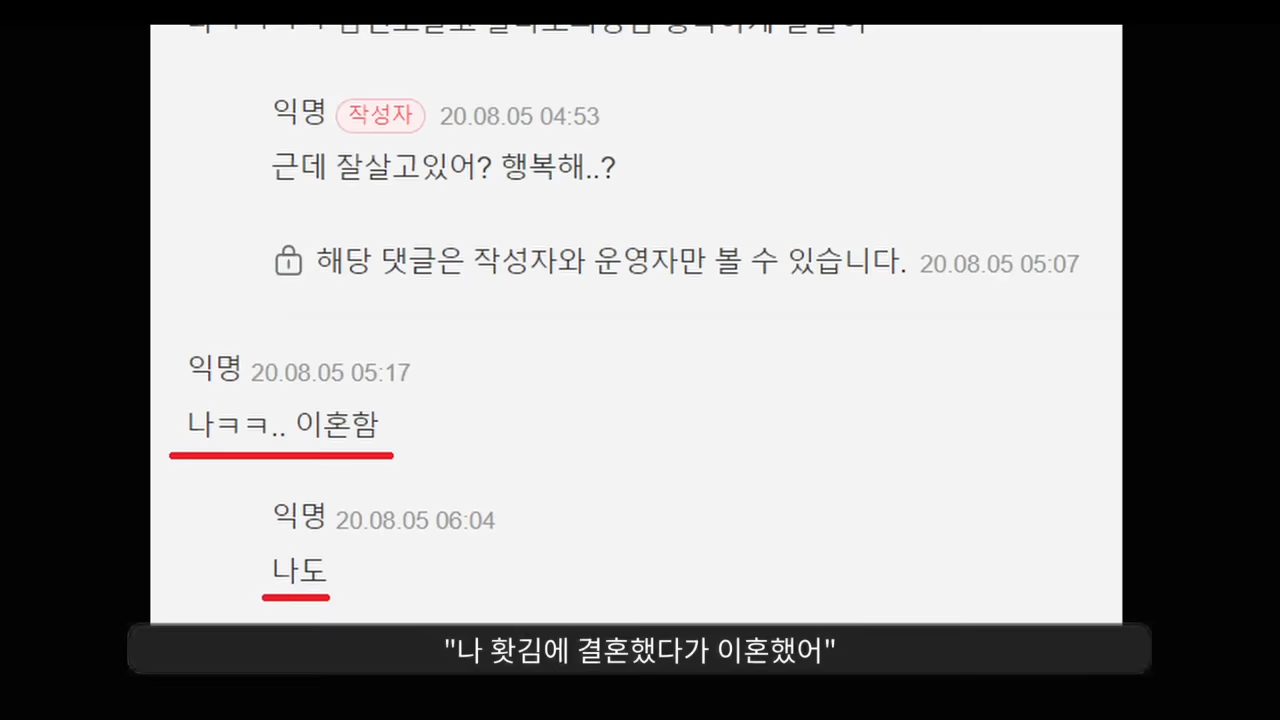 익명 작성자 20.08.05 04:53
근데 잘살고있어? 행복해..?
해당 댓글은 작성자와 운영자만 볼 수 있습니다. 20.08.05 05:07
익명 20.08.05 05:17
나ㅋㅋ.. 이혼함
익명 20.08.05 06:04
나도
"나 홧김에 결혼했다가 이혼했어"